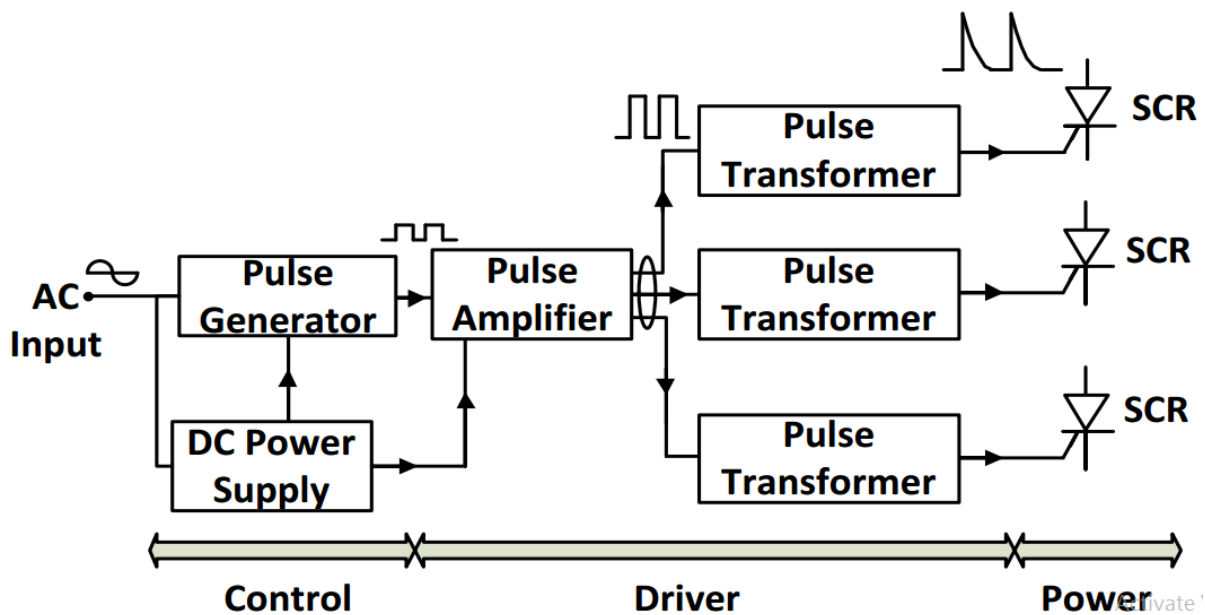 Pulse
Transformer
SCR
Pulse
Generator
Pulse
Amplifier
Pulse
Transformer
SCR
AC
Input
DC Power
Supply
Pulse
Transformer
SCR
Control
Driver
Power
Activate